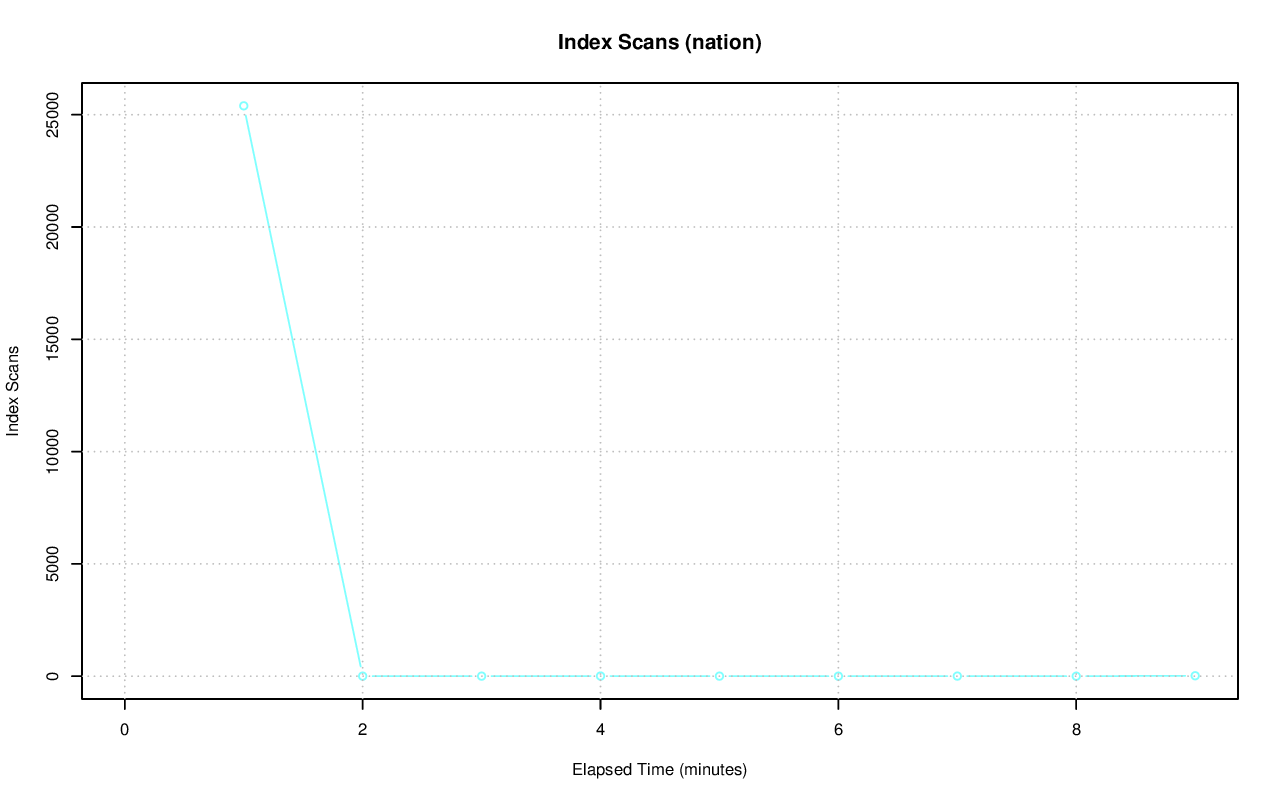 Index Scans (nation)
Index Scans
25000
20000
15000
10000
5000
0
0 2 4 6 8
Elapsed Time (minutes)